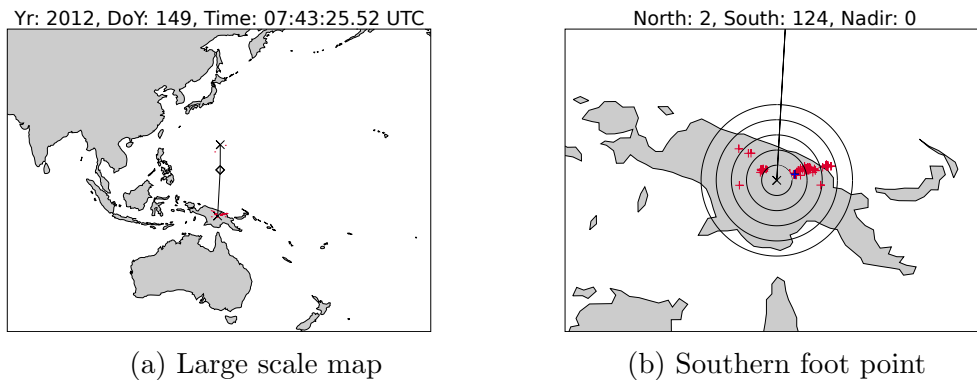 Yr: 2012, DoY: 149, Time: 07:43:25.52 UTC
North: 2, South: 124, Nadir: 0
(a) Large scale map
(b) Southern foot point